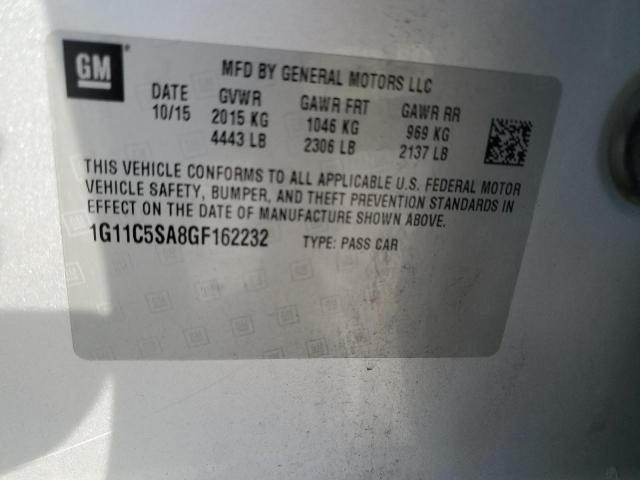 GM
MFD BY GENERAL MOTORS LLC
DATE GVWR GAWR FRT GAWR RR
10/15 2015 KG 1046 KG 969 KG
4443 LB 2306 LB 2137 LB
THIS VEHICLE CONFORMS TO ALL APPLICABLE U.S. FEDERAL MOTOR
VEHICLE SAFETY, BUMPER, AND THEFT PREVENTION STANDARDS
IN EFFECT ON THE DATE OF MANUFACTURE SHOWN ABOVE.
1G11C5SA8GF162232 TYPE: PASS CAR